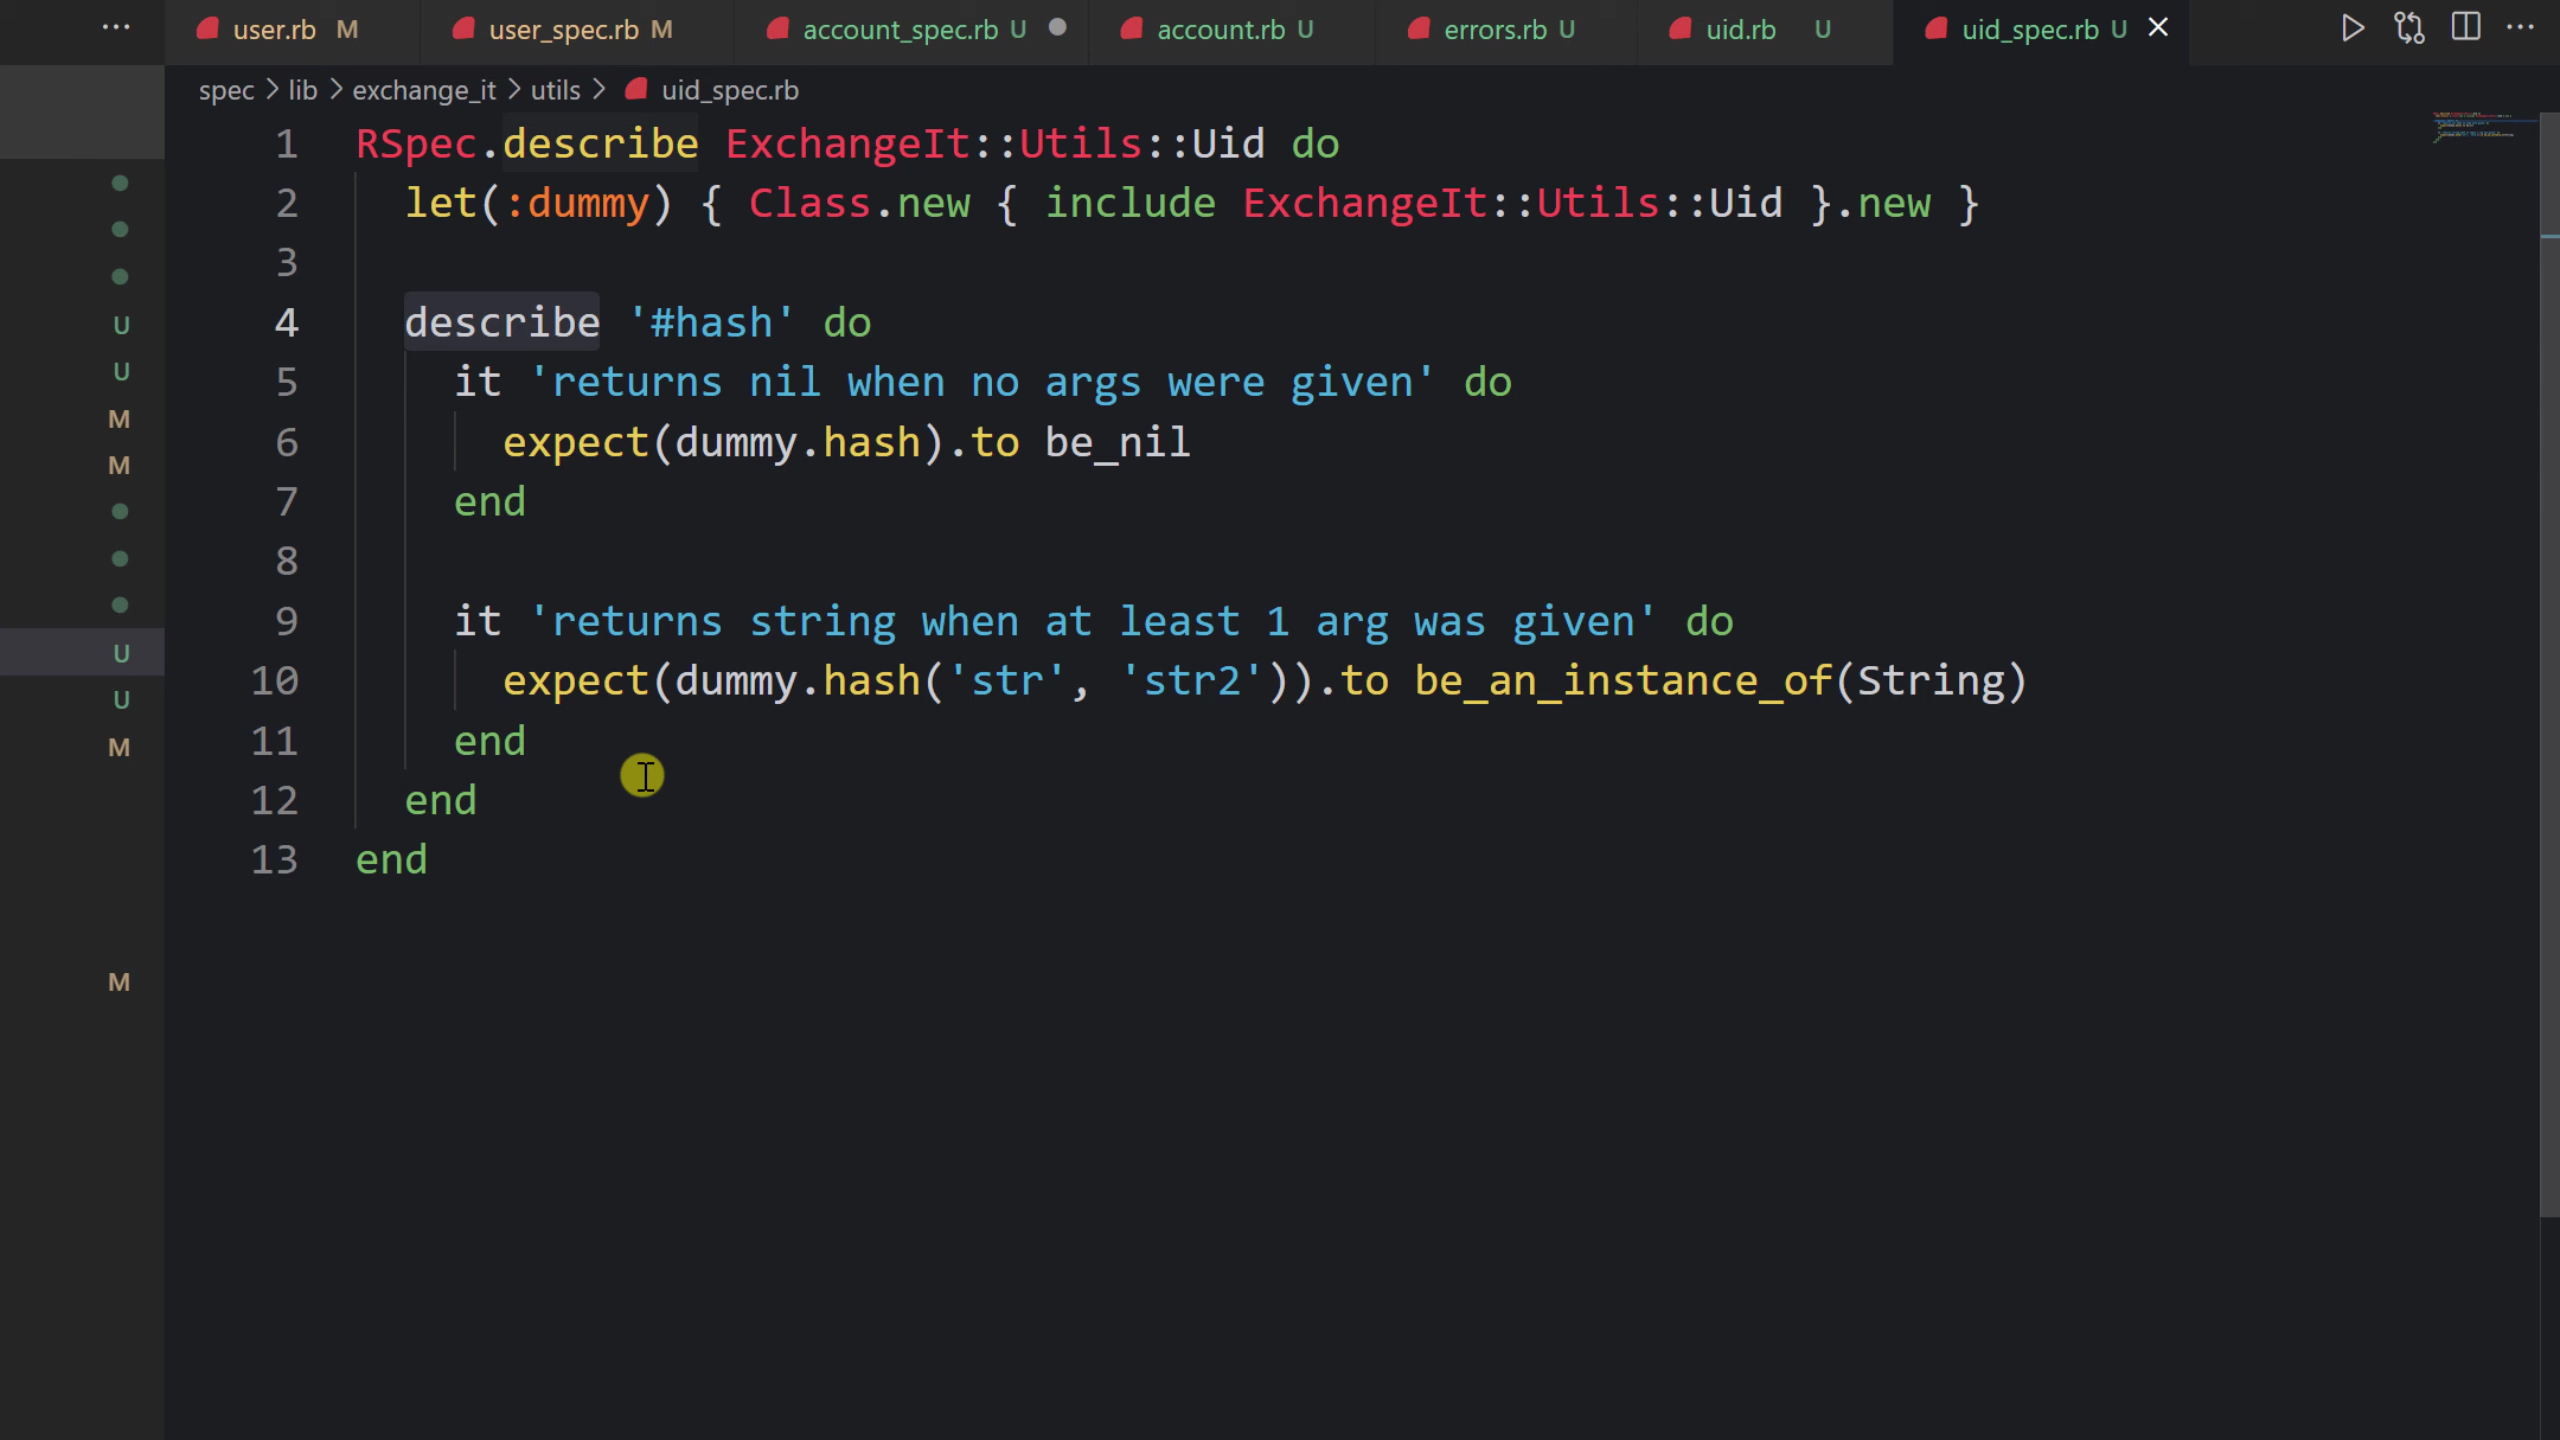 ··· user.rb M user_spec.rb M account_spec.rb U account.rb U errors.rb U uid.rb U uid_spec.rb U ···
spec > lib > exchange_it > utils > uid_spec.rb
1 RSpec.describe ExchangeIt::Utils::Uid do
2 let(:dummy) { Class.new { include ExchangeIt::Utils::Uid }.new }
3
4 describe '#hash' do
5 it 'returns nil when no args were given' do
6 expect(dummy.hash).to be_nil
7 end
8
9 it 'returns string when at least 1 arg was given' do
10 expect(dummy.hash('str', 'str2')).to be_an_instance_of(String)
11 end
12 end
13 end
U
U
M
M
U
U
M
M